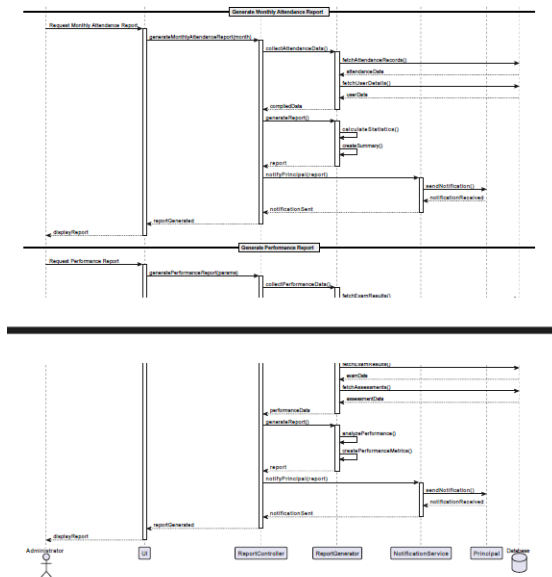 Generate Monthly Attendance Report
Request Monthly Attendance Report
generateMonthlyAttendanceReport(month)
collectAttendanceData()
fetchAttendanceRecords()
attendanceData
fetchUserDetails()
userData
compiledData
generateReport()
calculateStatistics()
createSummary()
report
notifyPrincipal(report)
sendNotification()
notificationReceived
notificationSent
reportGenerated
displayReport
Generate Performance Report
Request Performance Report
generatePerformanceReport(params)
collectPerformanceData()
fetchExamResults()
fetchExamResults()
examData
fetchAssessments()
assessmentData
performanceData
generateReport()
analyzePerformance()
createPerformanceMetrics()
report
notifyPrincipal(report)
sendNotification()
notificationReceived
notificationSent
reportGenerated
displayReport
Administrator UI ReportController ReportGenerator NotificationService Principal Database